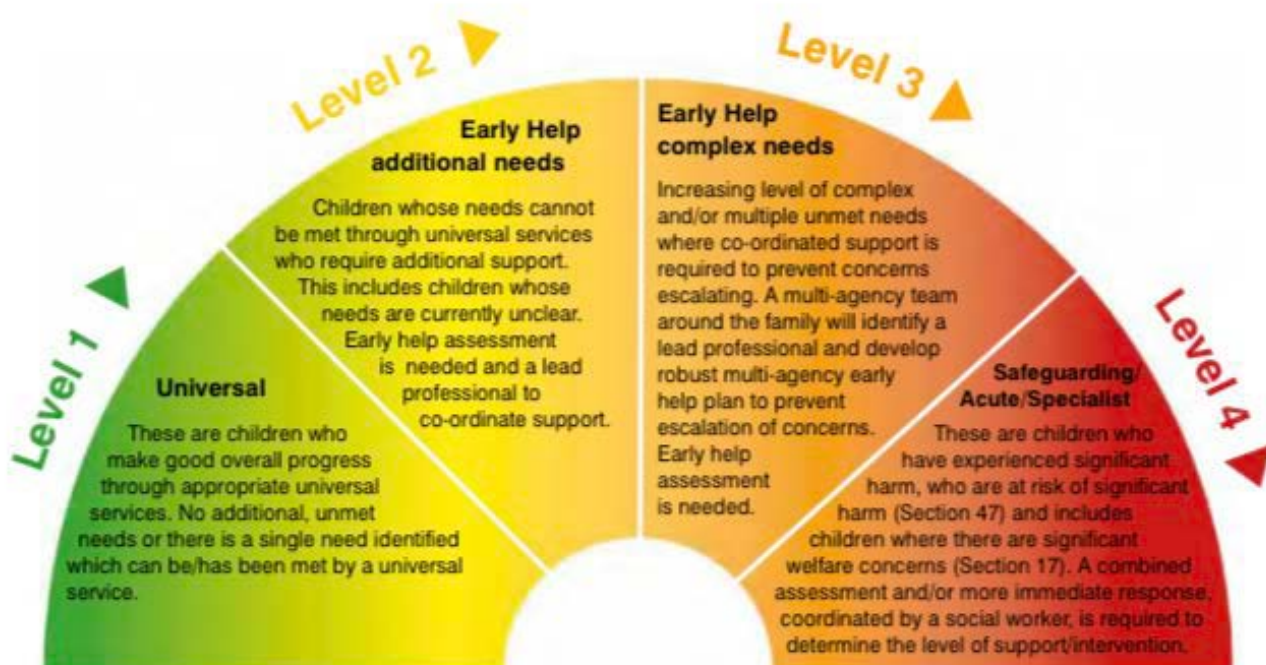 Level 1
Universal
These are children who
make good overall progress
through appropriate universal
services. No additional, unmet
needs or there is a single need identified
which can be/has been met by a universal
service.
Level 2
Early Help
additional needs
Children whose needs cannot
be met through universal services
who require additional support.
This includes children whose
needs are currently unclear.
Early help assessment
is needed and a lead
professional to
co-ordinate support.
Level 3
Early Help
complex needs
Increasing level of complex
and/or multiple unmet needs
where co-ordinated support is
required to prevent concerns
escalating. A multi-agency team
around the family will identify a
lead professional and develop
robust multi-agency early
help plan to prevent
escalation of concerns.
Early help
assessment
is needed.
Level 4
Safeguarding/
Acute/Specialist
These are children who
have experienced significant
harm, who are at risk of significant
harm (Section 47) and includes
children where there are significant
welfare concerns (Section 17). A combined
assessment and/or more immediate response,
coordinated by a social worker, is required to
determine the level of support/intervention.